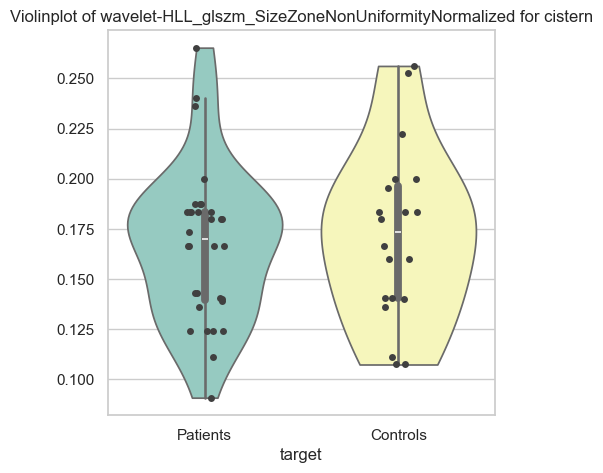 Violinplot of wavelet-HLL_glszm_SizeZoneNonUniformityNormalized for cistern
0.250
0.225
0.200
0.175
0.150
0.125
0.100
Patients
Controls
target